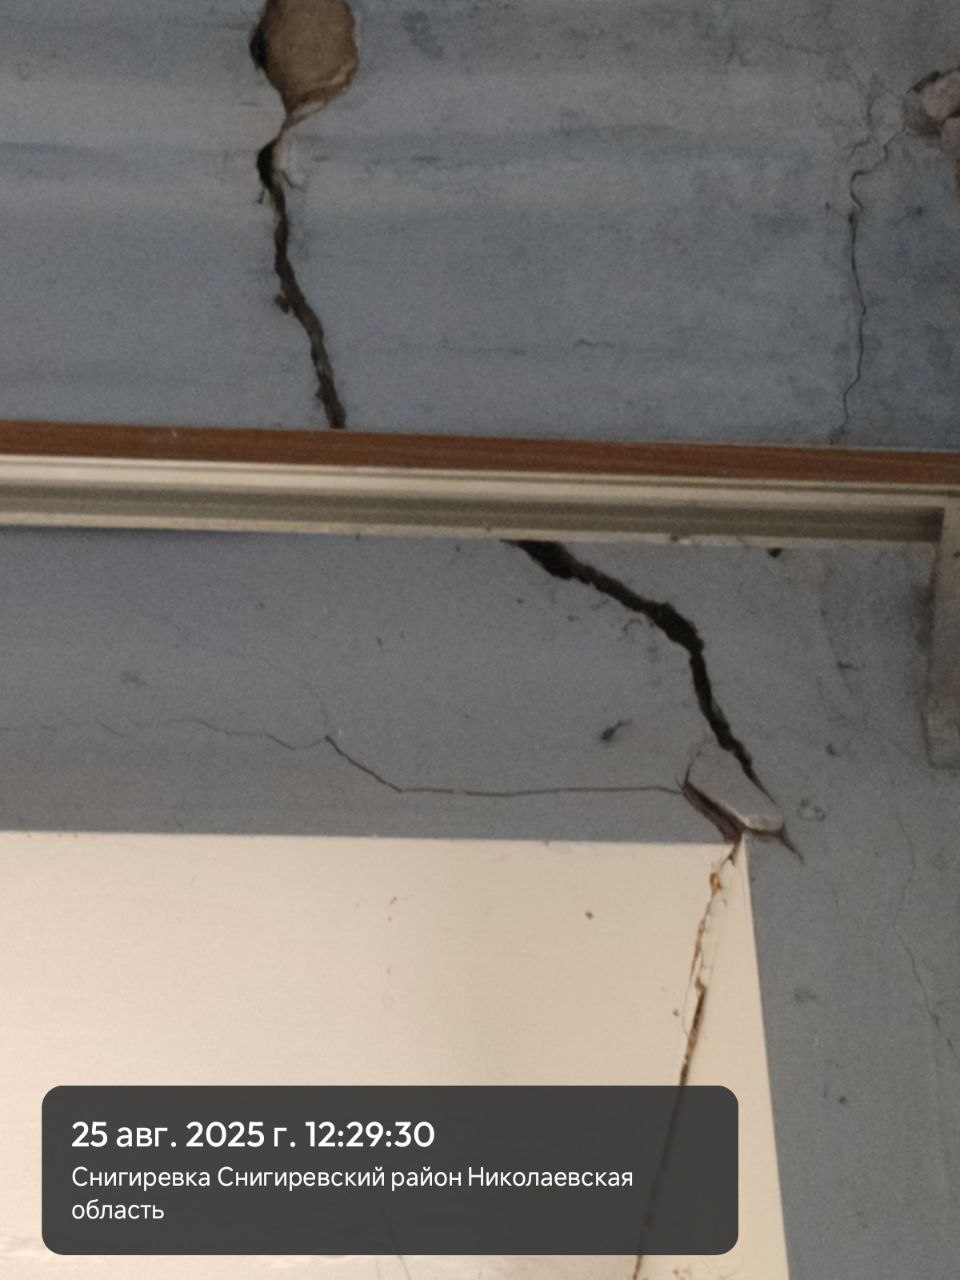 25 авг. 2025 г. 12:29:30
Снигиревка Снигиревский район Николаевская
область